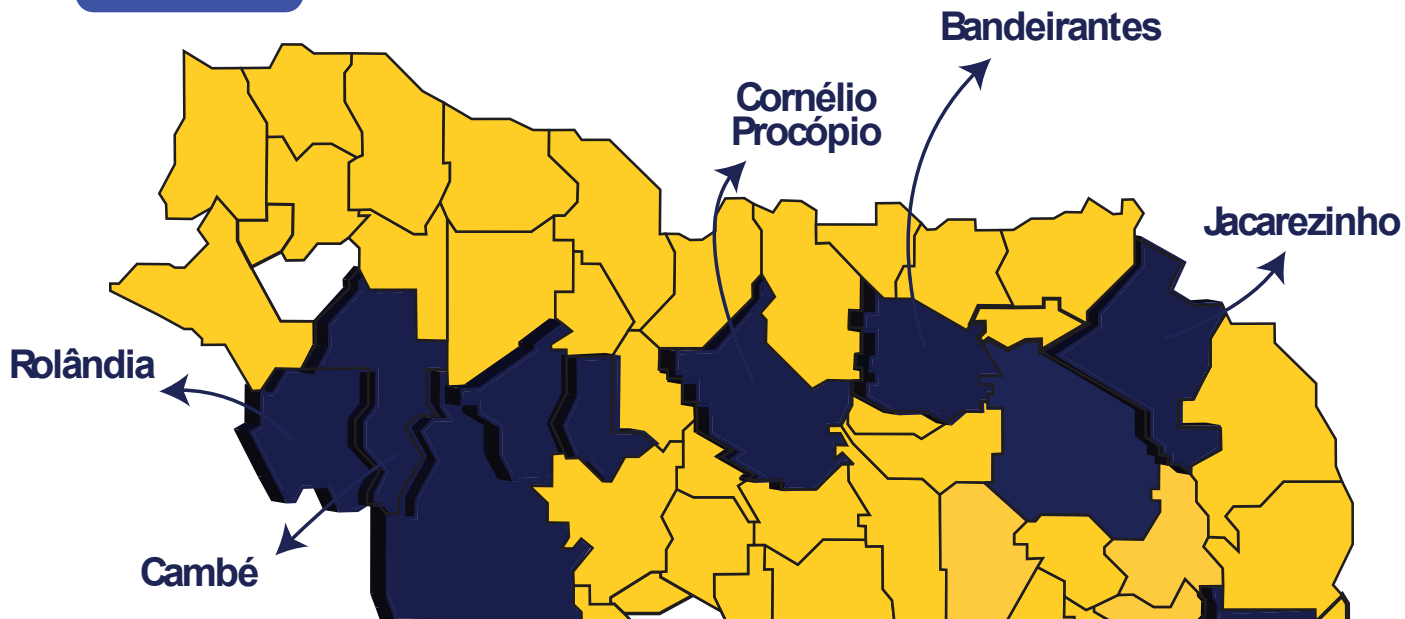 Bandeirantes
Cornélio
Procópio
Jacarezinho
Rolândia
Cambé